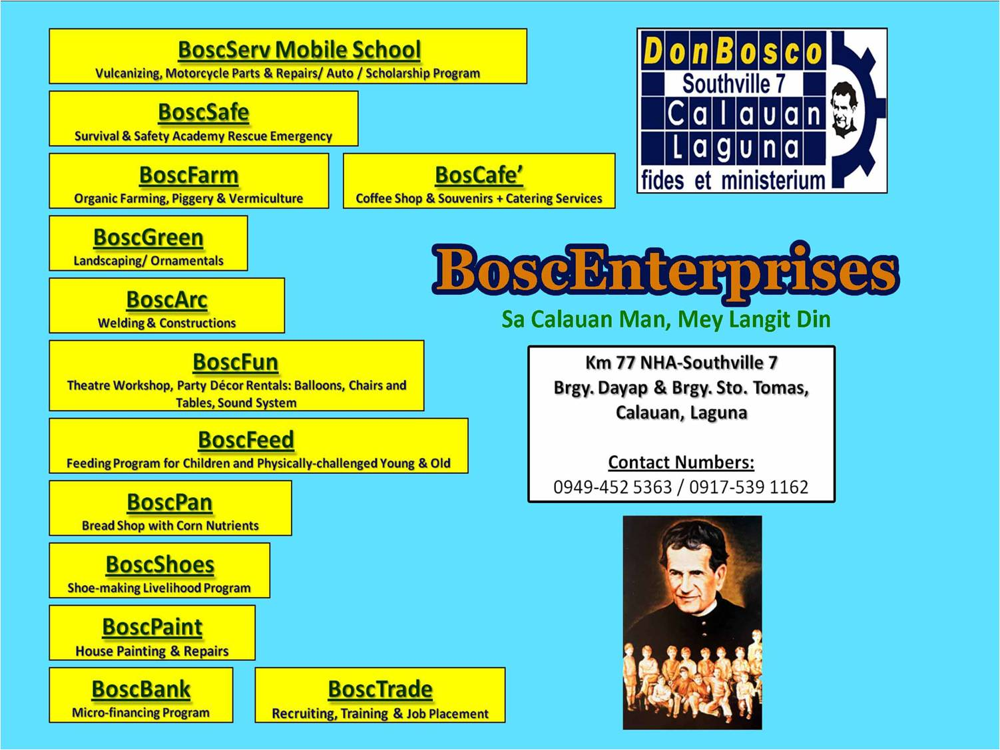 BoscServ Mobile School
Vulcanizing, Motorcycle Parts & Repairs/ Auto / Scholarship Program
BoscSafe
Survival & Safety Academy Rescue Emergency
BoscFarm
Organic Farming, Piggery & Vermiculture
BosCafe’
Coffee Shop & Souvenirs + Catering Services
BoscGreen
Landscaping/ Ornamentals
BoscArc
Welding & Constructions
BoscFun
Theatre Workshop, Party Décor Rentals: Balloons, Chairs and
Tables, Sound System
BoscFeed
Feeding Program for Children and Physically-challenged Young & Old
BoscPan
Bread Shop with Corn Nutrients
BoscShoes
Shoe-making Livelihood Program
BoscPaint
House Painting & Repairs
BoscBank
Micro-financing Program
BoscTrade
Recruiting, Training & Job Placement
DonBosco
Southville 7
Calauan
Laguna
fides et ministerium
BoscEnterprises
Sa Calauan Man, Mey Langit Din
Km 77 NHA-Southville 7
Brgy. Dayap & Brgy. Sto. Tomas,
Calauan, Laguna
Contact Numbers:
0949-452 5363 / 0917-539 1162